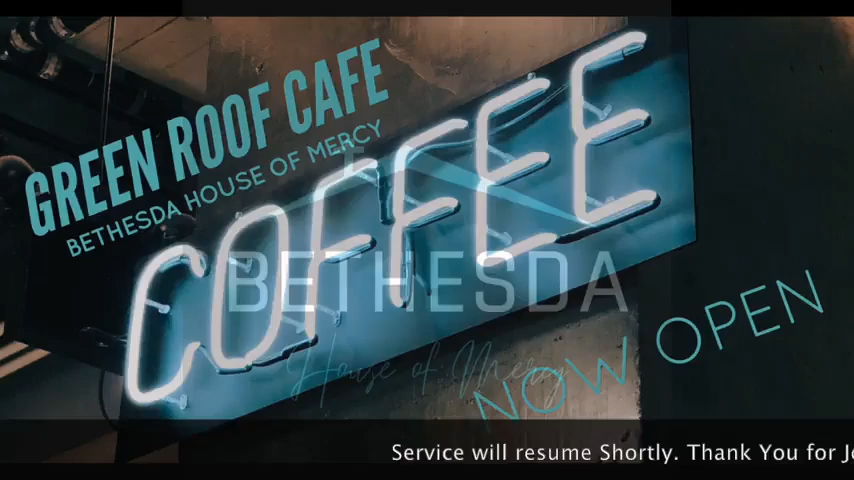 GREEN ROOF CAFE
BETHESDA HOUSE OF MERCY
COFFEE
BETHESDA
House of Mercy
NOW OPEN
Service will resume Shortly. Thank You for Jo